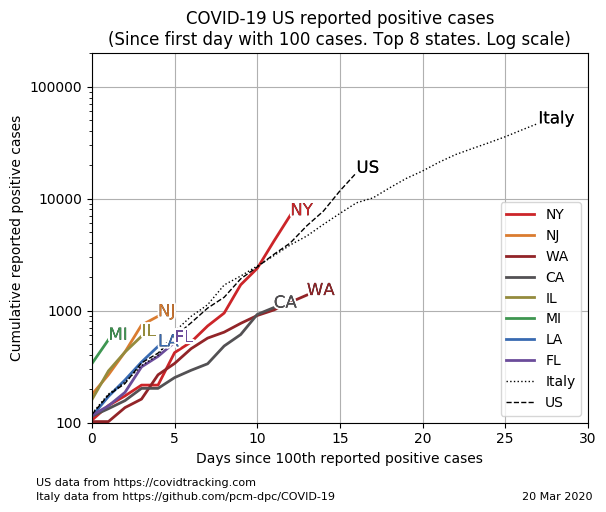 COVID-19 US reported positive cases
(Since first day with 100 cases. Top 8 states. Log scale)
Cumulative reported positive cases
100000
10000
1000
100
Italy
US
NY
WA
CA
NJ
IL
MI
LA
FL
NY
NJ
WA
CA
IL
MI
LA
FL
Italy
US
0 5 10 15 20 25 30
Days since 100th reported positive cases
US data from https://covidtracking.com
Italy data from https://github.com/pcm-dpc/COVID-19
20 Mar 2020